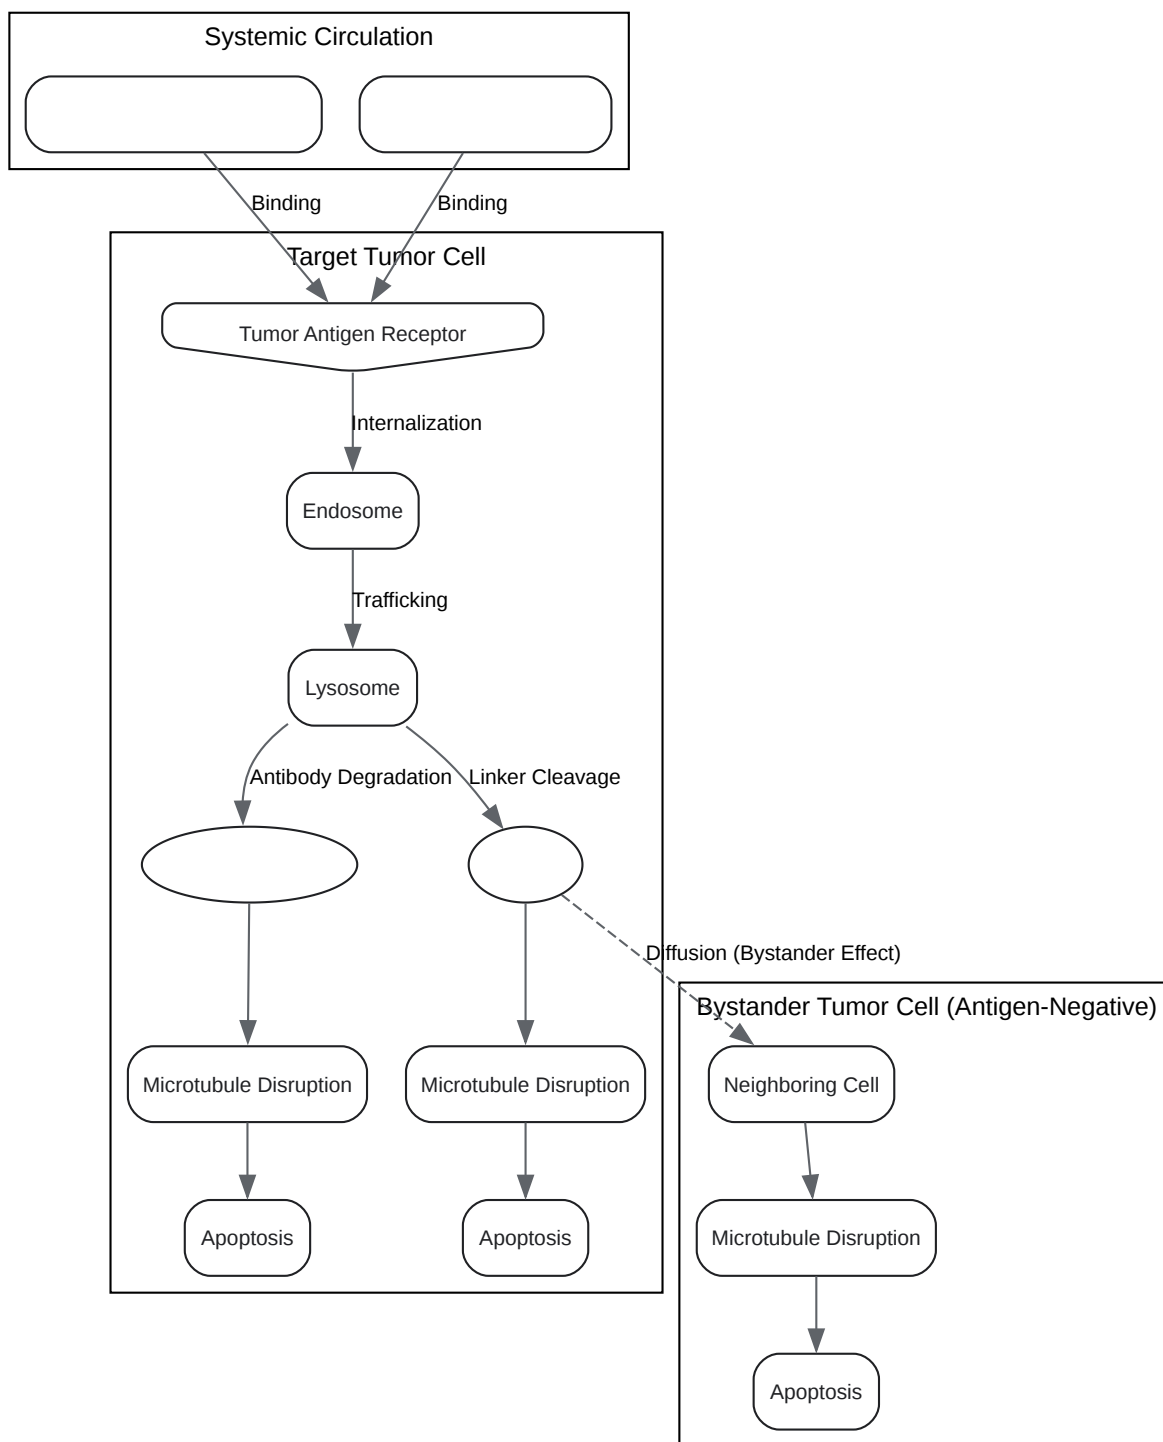 Systemic Circulation
Binding
Binding
Target Tumor Cell
Tumor Antigen Receptor
Internalization
Endosome
Trafficking
Lysosome
Antibody Degradation
Linker Cleavage
Diffusion (Bystander Effect)
Bystander Tumor Cell (Antigen-Negative)
Microtubule Disruption
Microtubule Disruption
Neighboring Cell
Apoptosis
Apoptosis
Microtubule Disruption
Apoptosis